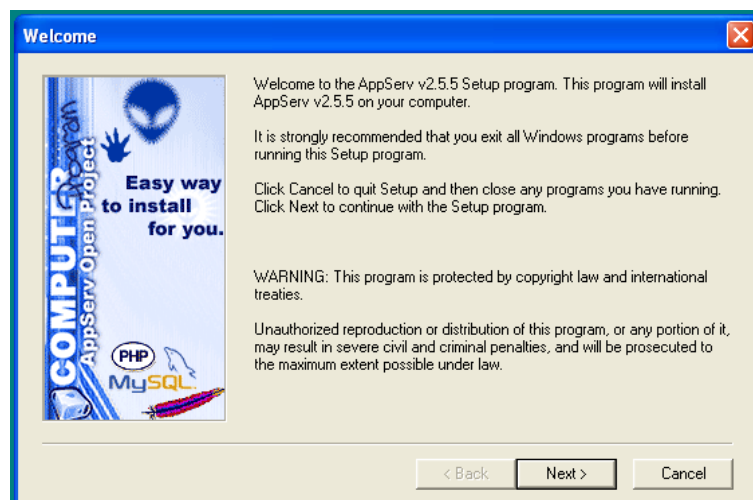 Welcome
Welcome to the AppServ v2.5.5 Setup program. This program will install
AppServ v2.5.5 on your computer.
It is strongly recommended that you exit all Windows programs before
running this Setup program.
Click Cancel to quit Setup and then close any programs you have running.
Click Next to continue with the Setup program.
WARNING: This program is protected by copyright law and international
treaties.
Unauthorized reproduction or distribution of this program, or any portion of it,
may result in severe civil and criminal penalties, and will be prosecuted to
the maximum extent possible under law.
COMPUTER
Program
AppServ Open Project
Easy way
to install
for you.
PHP
MySQL
< Back
Next >
Cancel